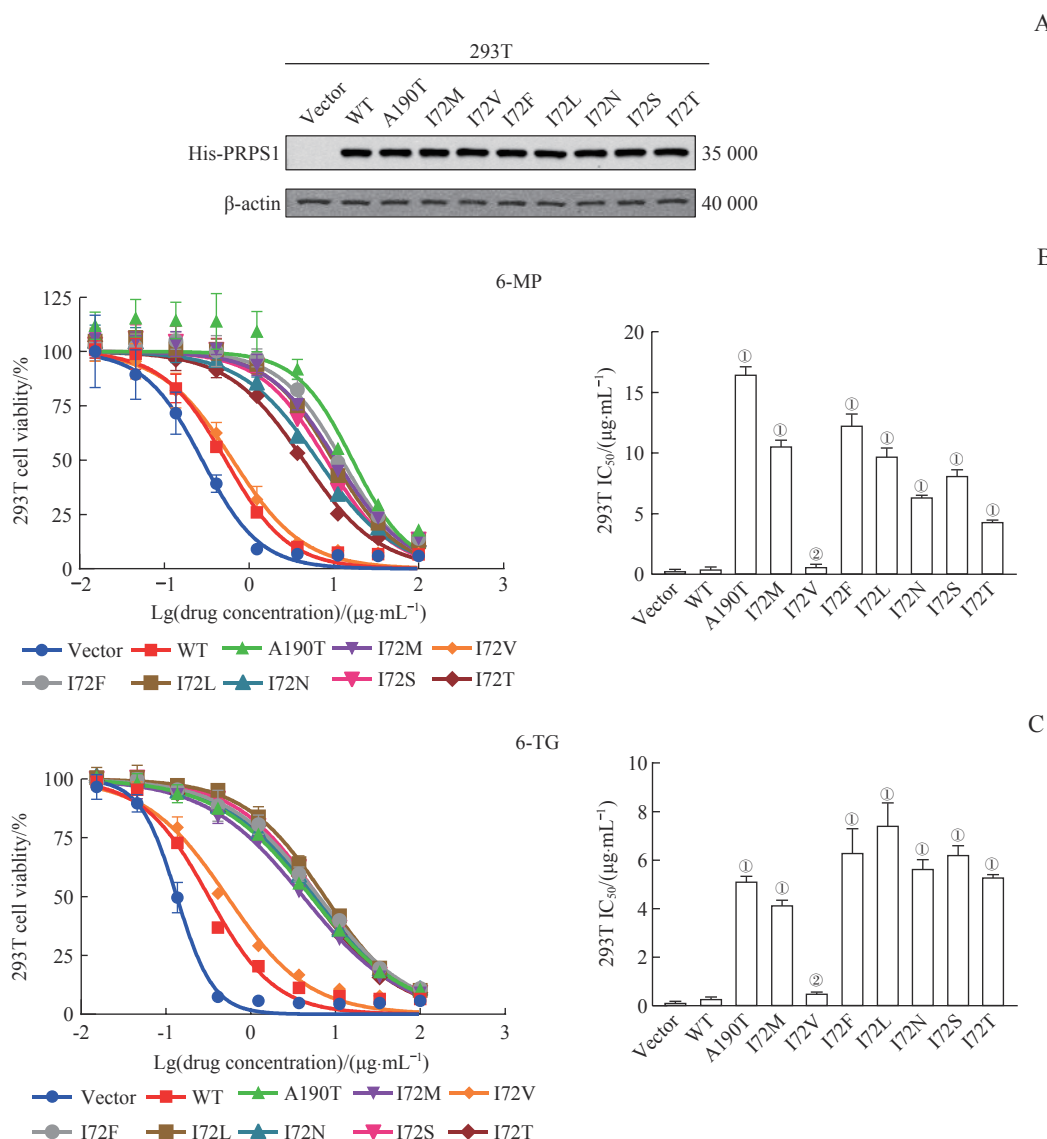 A
293T
Vector WT A190T I72M I72V I72F I72L I72N I72S I72T
His-PRPS1 35 000
β-actin 40 000
B
6-MP
293T cell viablity/%
125
100
75
50
25
0
-2 -1 0 1 2 3
Lg(drug concentration)/(μg·mL⁻¹)
Vector WT A190T I72M I72V
I72F I72L I72N I72S I72T
293T IC₅₀/(μg·mL⁻¹)
20
15
10
5
0
① ① ② ① ① ① ① ①
Vector WT A190T I72M I72V I72F I72L I72N I72S I72T
C
6-TG
293T cell viablity/%
100
75
50
25
0
-2 -1 0 1 2 3
Lg(drug concentration)/(μg·mL⁻¹)
Vector WT A190T I72M I72V
I72F I72L I72N I72S I72T
293T IC₅₀/(μg·mL⁻¹)
10
8
6
4
2
0
① ① ② ① ① ① ① ①
Vector WT A190T I72M I72V I72F I72L I72N I72S I72T